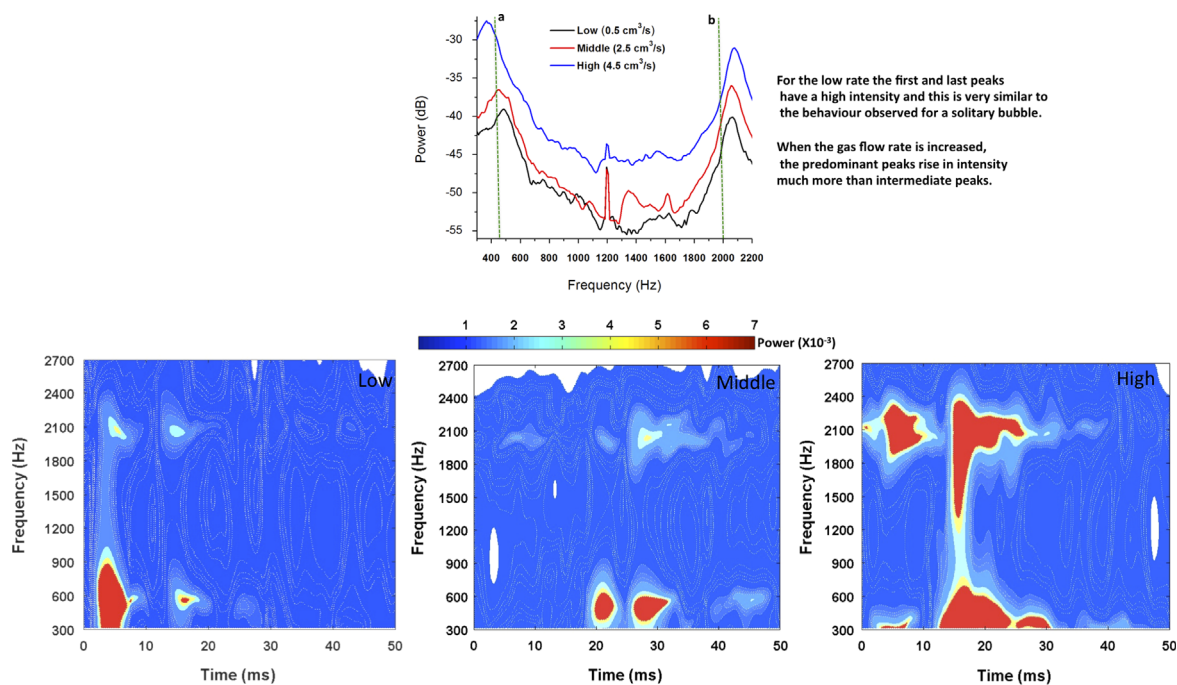 a
b
Low (0.5 cm³/s)
Middle (2.5 cm³/s)
High (4.5 cm³/s)
-30
-35
-40
-45
-50
-55
Power (dB)
400 600 800 1000 1200 1400 1600 1800 2000 2200
Frequency (Hz)
For the low rate the first and last peaks
have a high intensity and this is very similar to
the behaviour observed for a solitary bubble.
When the gas flow rate is increased,
the predominant peaks rise in intensity
much more than intermediate peaks.
1 2 3 4 5 6 7
Power (X10⁻³)
Low
2700
2400
2100
1800
1500
1200
900
600
300
Frequency (Hz)
0 10 20 30 40 50
Time (ms)
Middle
2700
2400
2100
1800
1500
1200
900
600
300
Frequency (Hz)
0 10 20 30 40 50
Time (ms)
High
2700
2400
2100
1800
1500
1200
900
600
300
Frequency (Hz)
0 10 20 30 40 50
Time (ms)